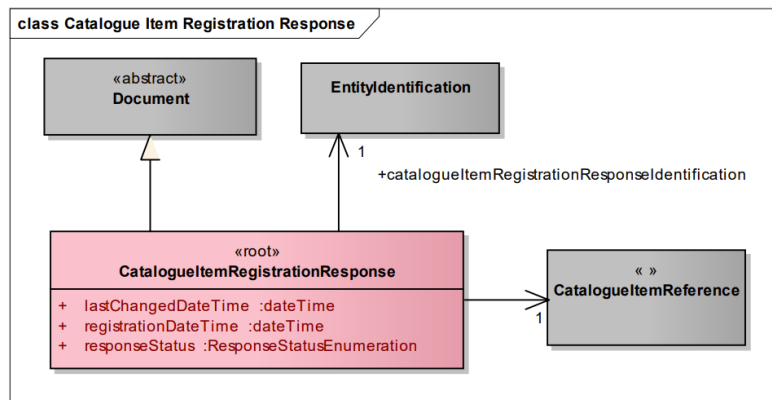 class Catalogue Item Registration Response
«abstract»
Document
EntityIdentification
1
+catalogueItemRegistrationResponseIdentification
«root»
CatalogueItemRegistrationResponse
+ lastChangedDateTime :dateTime
+ registrationDateTime :dateTime
+ responseStatus :ResponseStatusEnumeration
« »
CatalogueItemReference
1